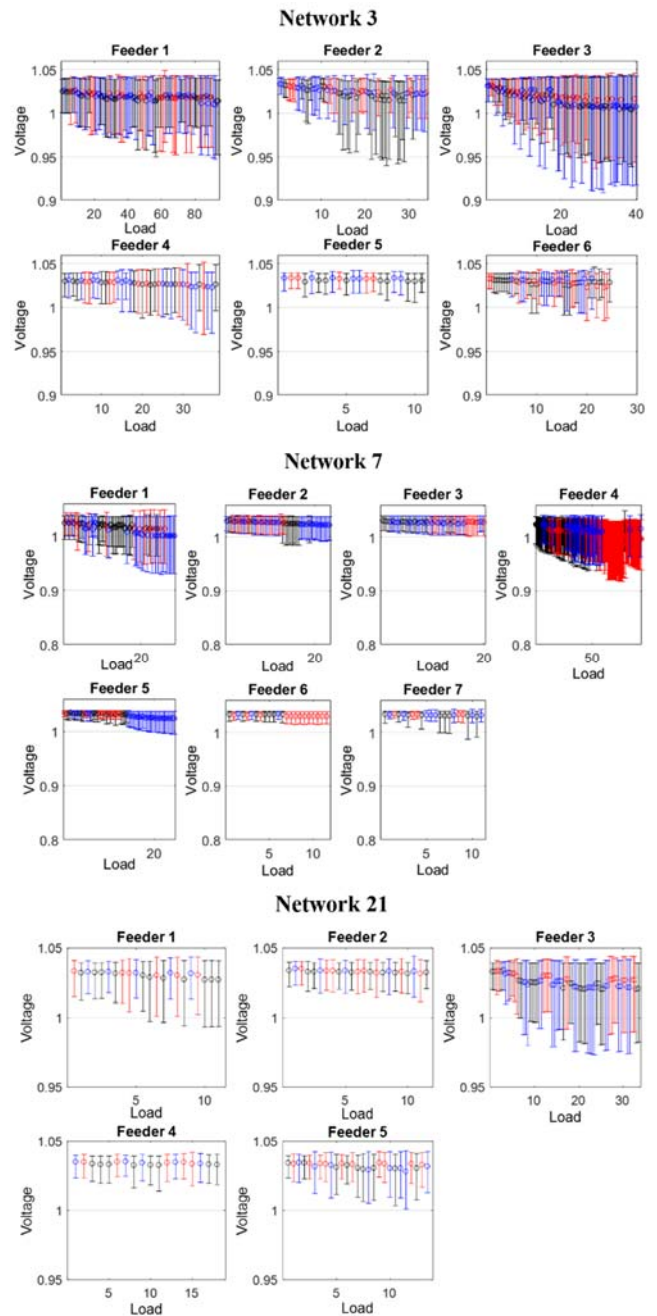 Network 3
Feeder 1 Feeder 2 Feeder 3
1.05 1.05 1.05
Voltage 1 Voltage 1 Voltage 1
0.95 0.95 0.95
0.9 0.9 0.9
20 40 60 80 10 20 30 20 40
Load Load Load
Feeder 4 Feeder 5 Feeder 6
1.05 1.05 1.05
Voltage 1 Voltage 1 Voltage 1
0.95 0.95 0.95
0.9 0.9 0.9
10 20 30 5 10 10 20 30
Load Load Load
Network 7
Feeder 1 Feeder 2 Feeder 3 Feeder 4
Voltage 1 Voltage 1 Voltage 1 Voltage 1
0.9 0.9 0.9 0.9
0.8 0.8 0.8 0.8
20 20 20 50
Load Load Load Load
Feeder 5 Feeder 6 Feeder 7
Voltage 1 Voltage 1 Voltage 1
0.9 0.9 0.9
0.8 0.8 0.8
20 5 10 5 10
Load Load Load
Network 21
Feeder 1 Feeder 2 Feeder 3
1.05 1.05 1.05
Voltage 1 Voltage 1 Voltage 1
0.95 0.95 0.95
5 10 5 10 10 20 30
Load Load Load
Feeder 4 Feeder 5
1.05 1.05
Voltage 1 Voltage 1
0.95 0.95
5 10 15 5 10
Load Load